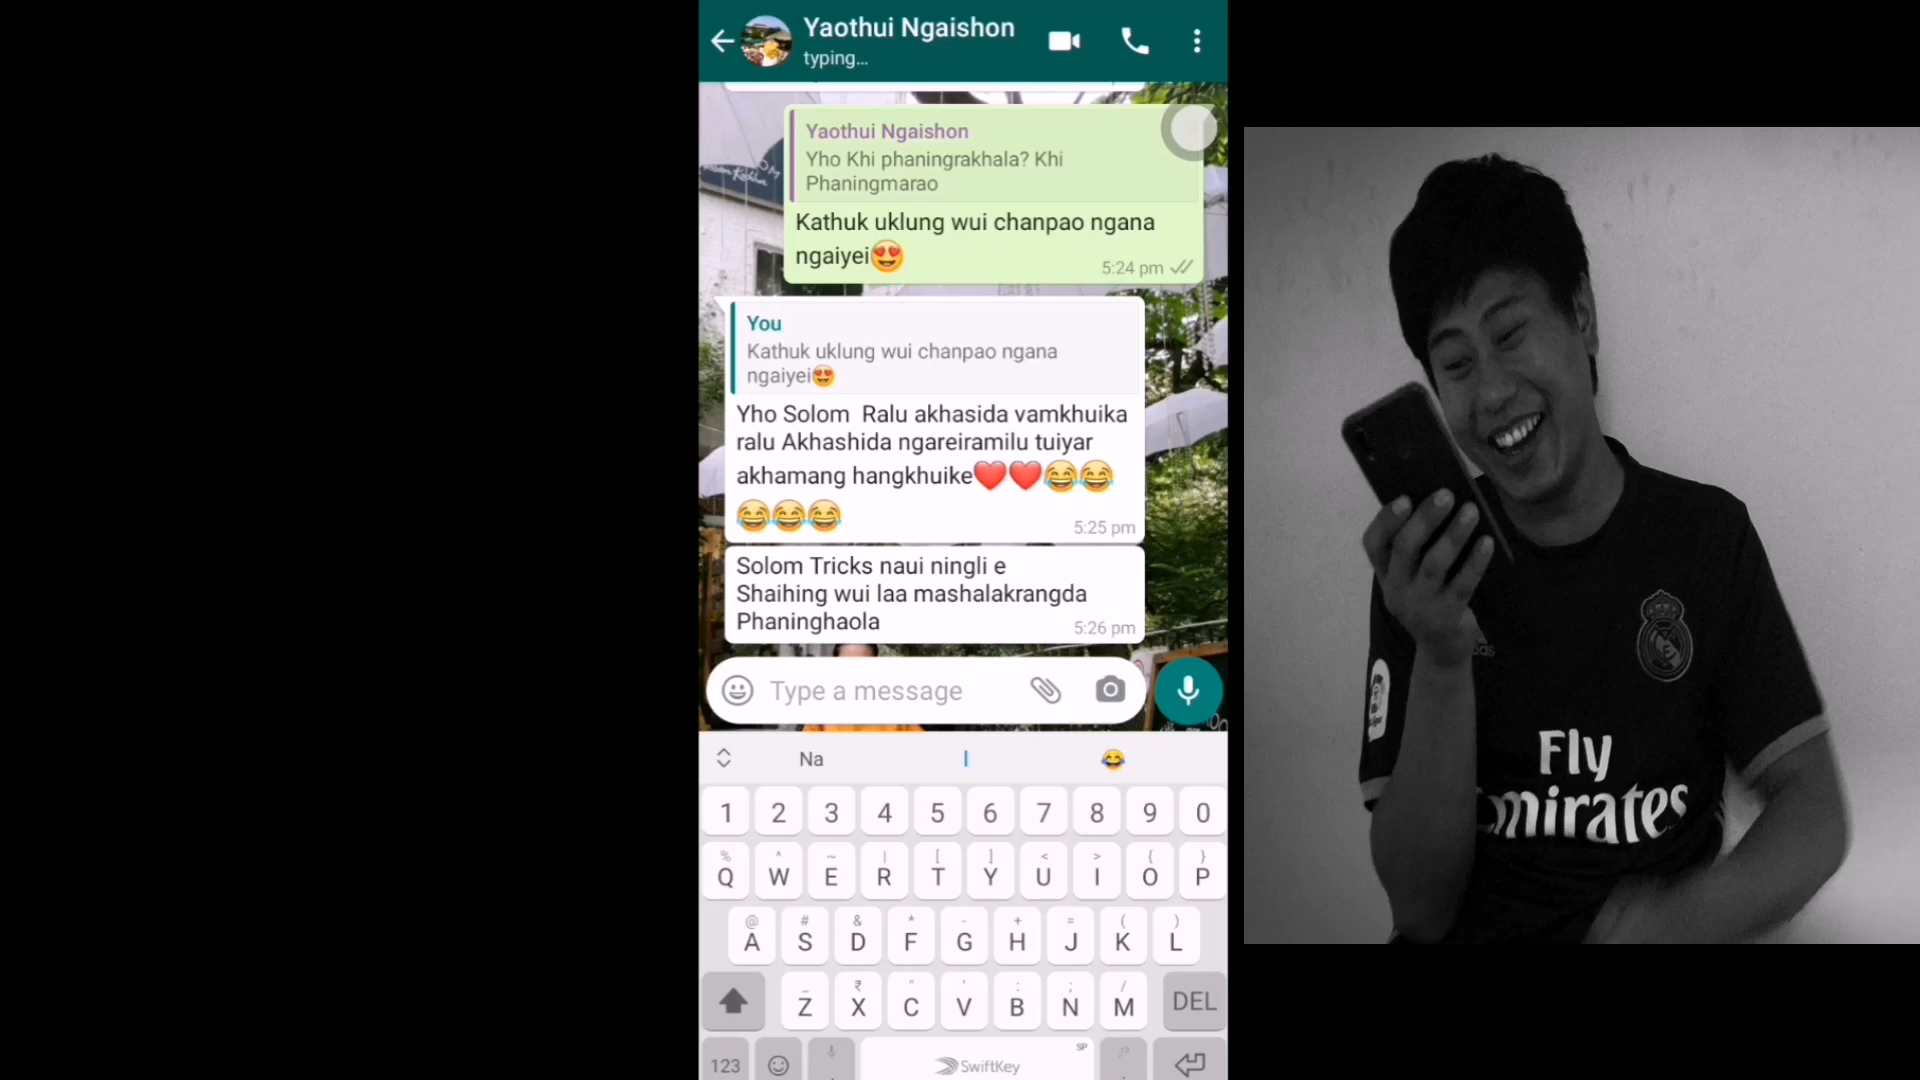 Yaothui Ngaishon
typing...
Yaothui Ngaishon
Yho Khi phaningrakhala? Khi
Phaningmarao
Kathuk uklung wui chanpao ngana
ngaiyei😍
5:24 pm
You
Kathuk uklung wui chanpao ngana
ngaiyei😍
Yho Solom Ralu akhasida vamkhuika
ralu Akhashida ngareiramilu tuiyar
akhamang hangkhuike❤️❤️😂😂
😂😂😂
5:25 pm
Solom Tricks naui ningli e
Shaihing wui laa mashalakrangda
Phaninghaola
5:26 pm
Type a message
Na I 😂
1 2 3 4 5 6 7 8 9 0
Q W E R T Y U I O P
A S D F G H J K L
Z X C V B N M DEL
123 SwiftKey
Fly
Emirates